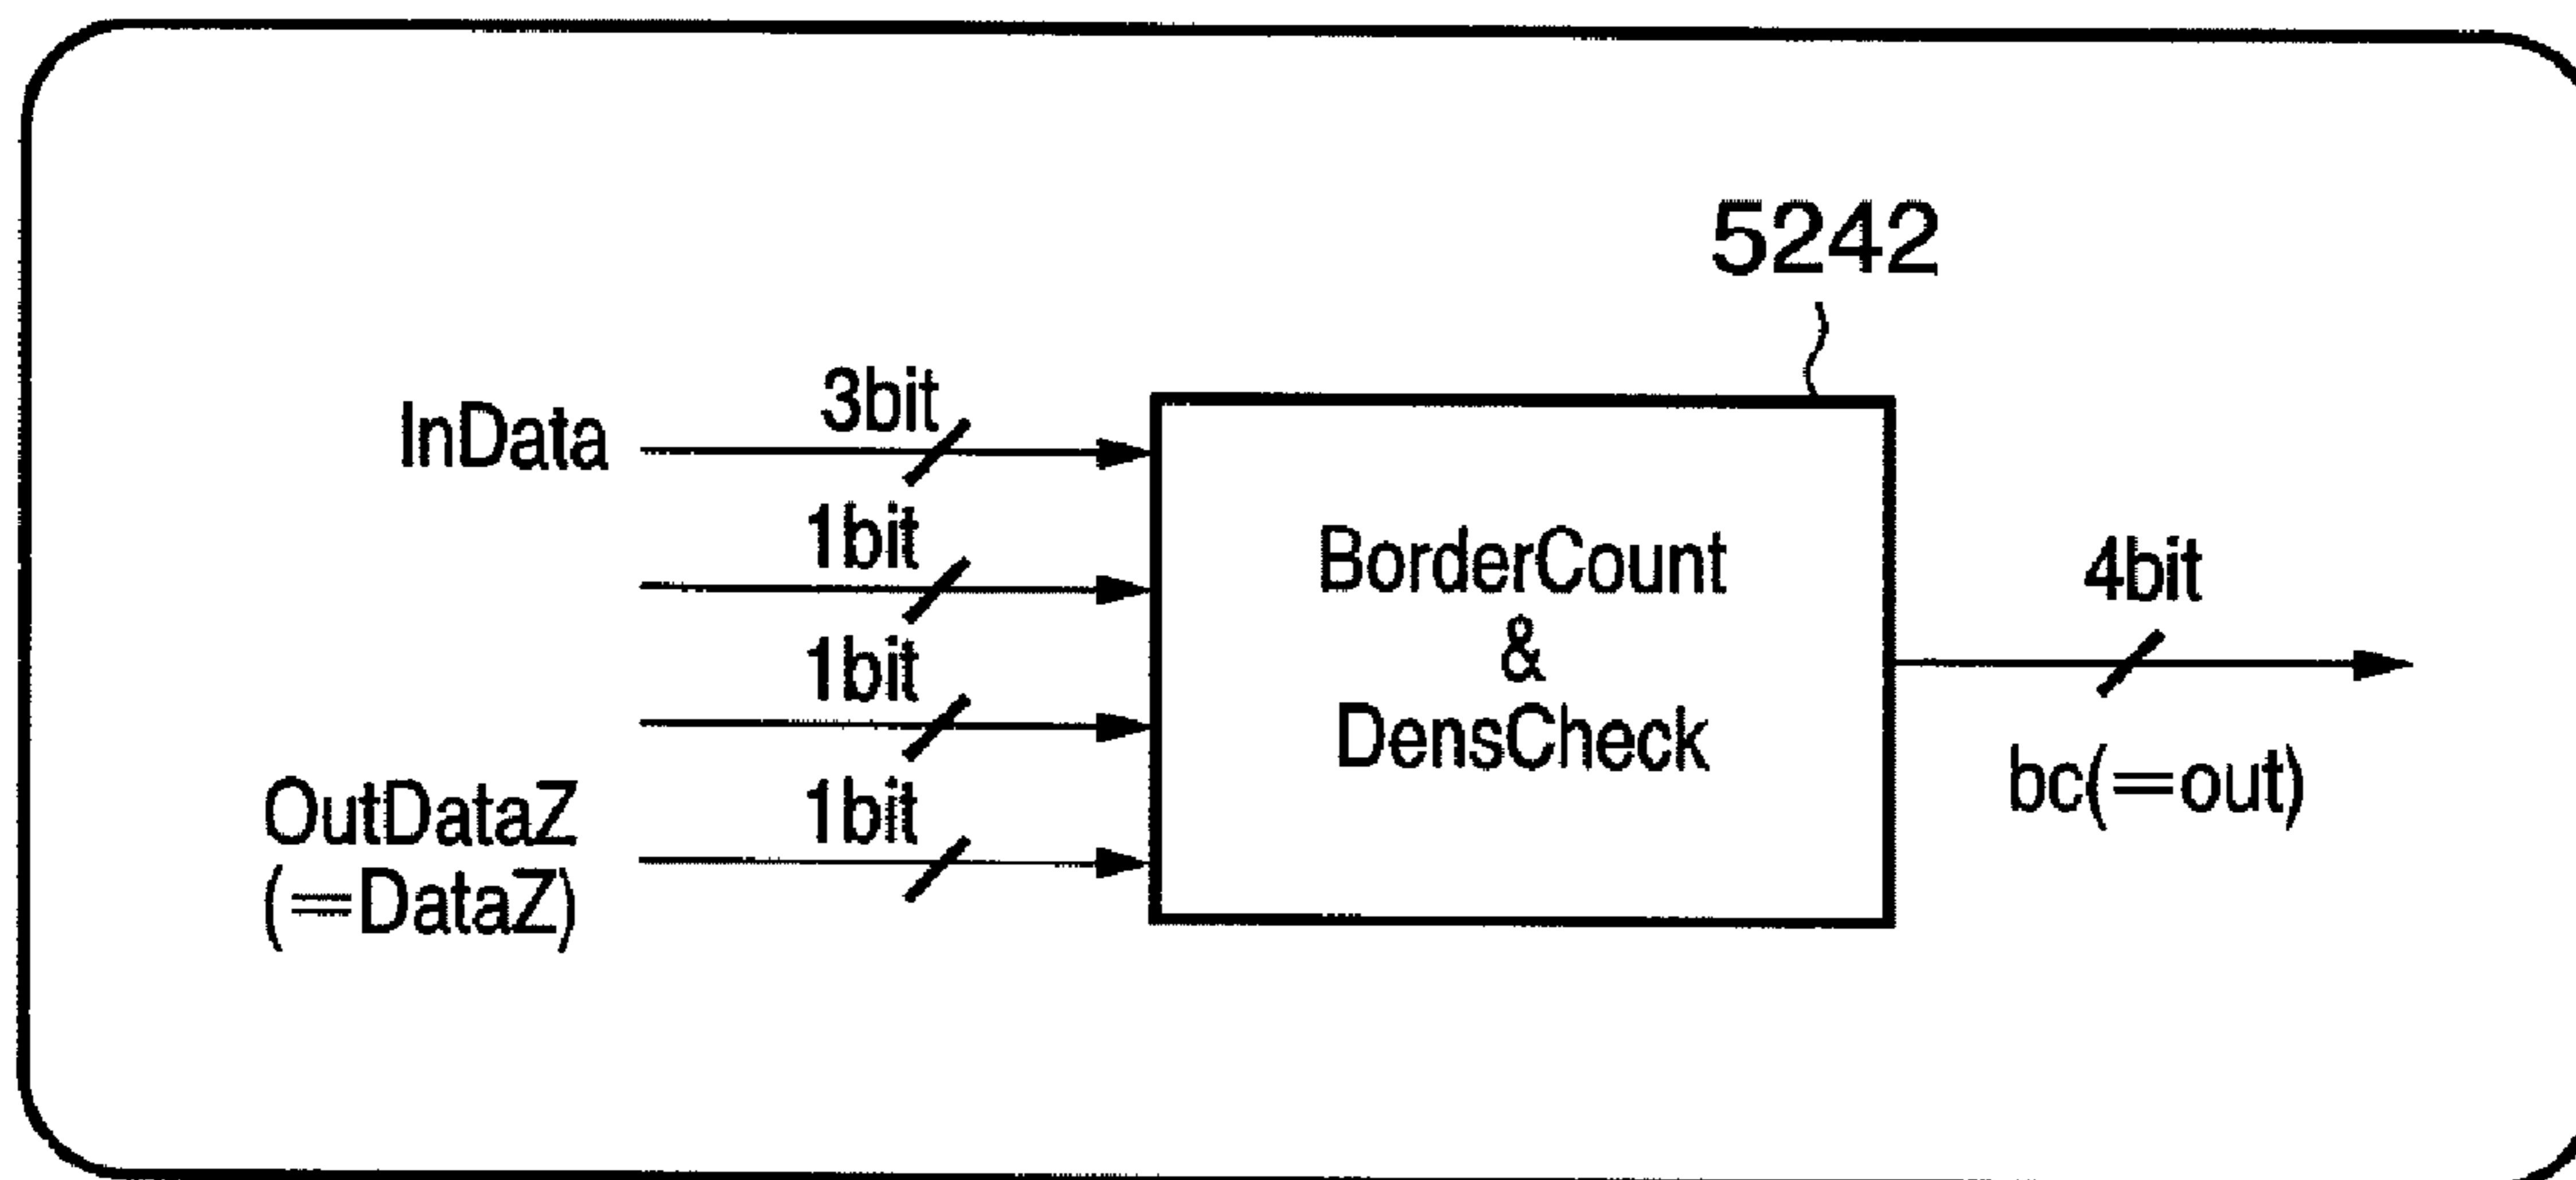 5242
InData
3bit
1bit
1bit
OutDataZ
(=DataZ)
1bit
BorderCount
&
DensCheck
4bit
bc(=out)